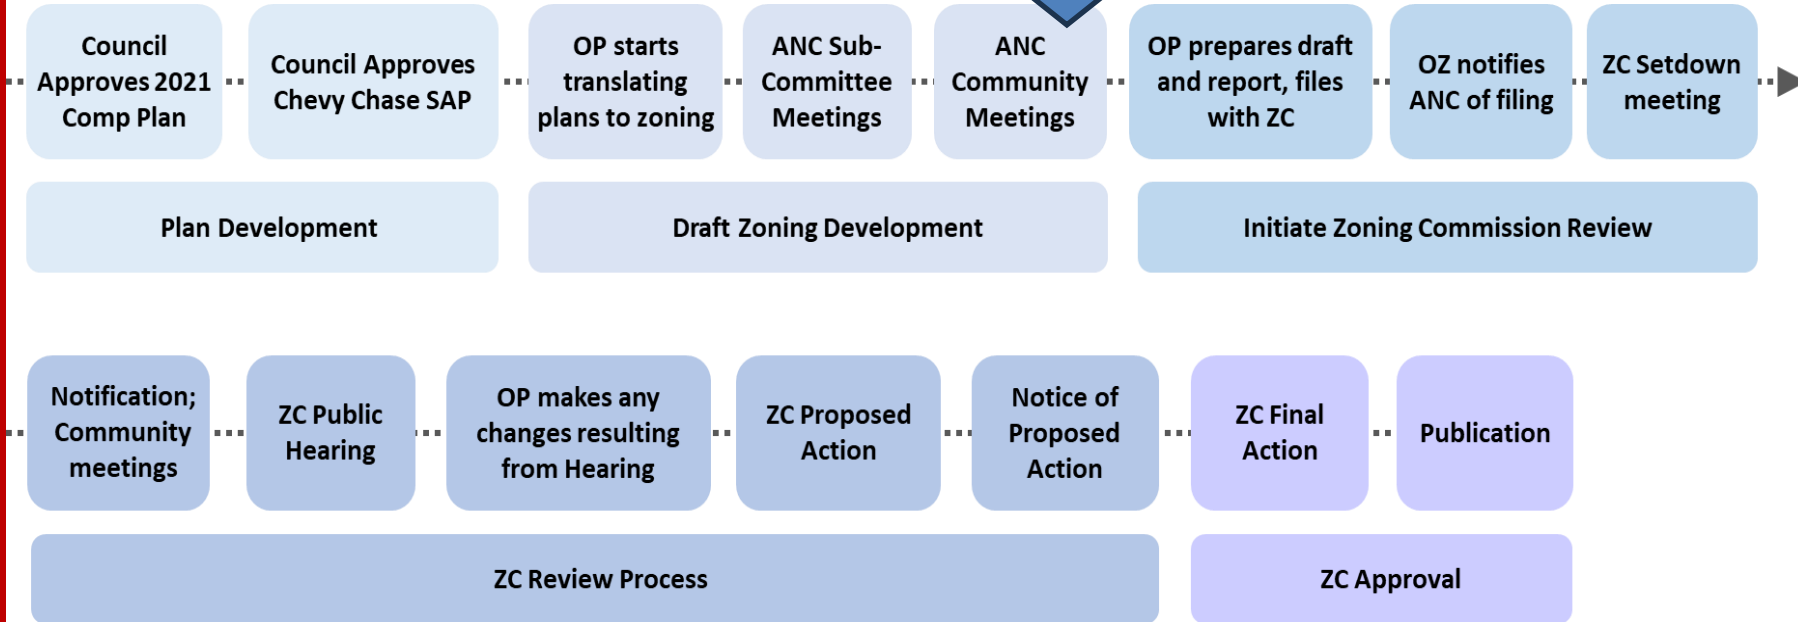 Council
Approves 2021
Comp Plan
Council Approves
Chevy Chase SAP
OP starts
translating
plans to zoning
ANC Sub-
Committee
Meetings
ANC
Community
Meetings
OP prepares draft
and report, files
with ZC
OZ notifies
ANC of filing
ZC Setdown
meeting
Plan Development
Draft Zoning Development
Initiate Zoning Commission Review
Notification;
Community
meetings
ZC Public
Hearing
OP makes any
changes resulting
from Hearing
ZC Proposed
Action
Notice of
Proposed
Action
ZC Final
Action
Publication
ZC Review Process
ZC Approval